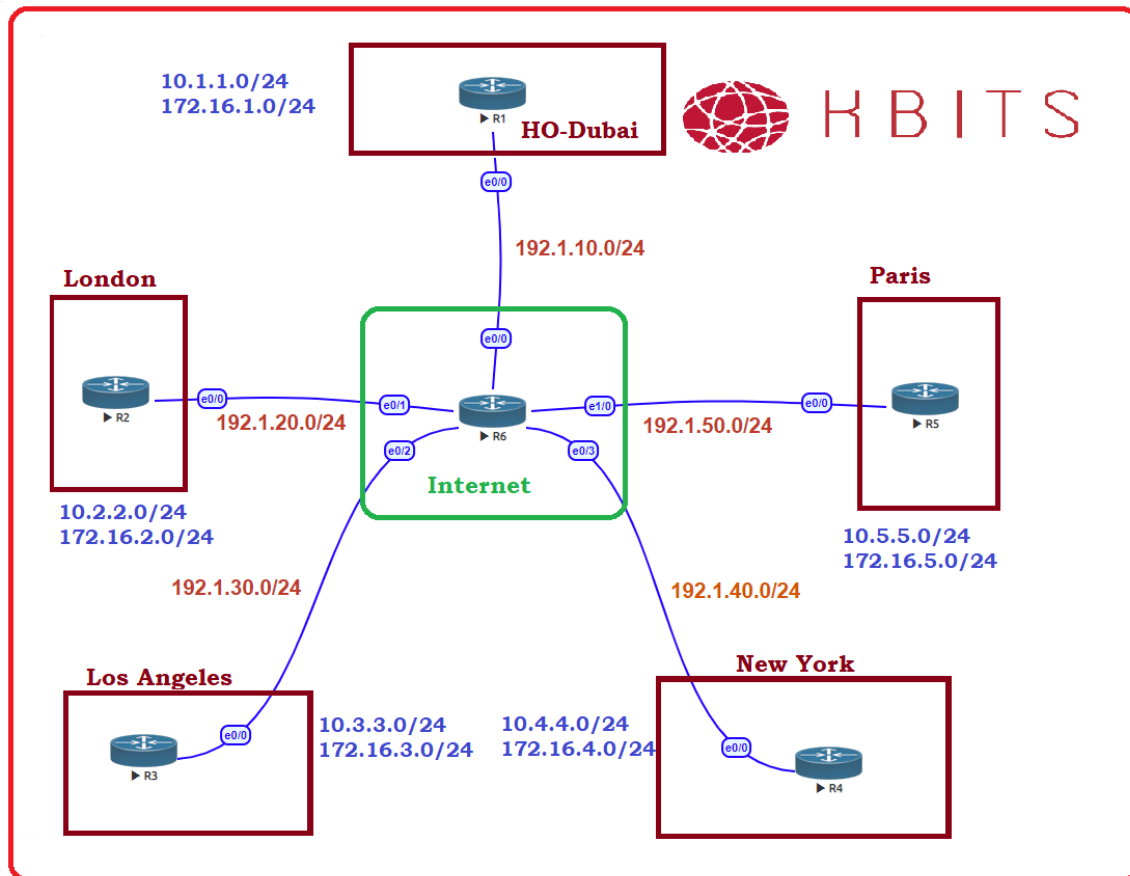 10.1.1.0/24
172.16.1.0/24
R1
HO-Dubai
KBITS
e0/0
192.1.10.0/24
London
Paris
e0/0
R2
e0/0
192.1.20.0/24
e0/1
R6
e1/0
192.1.50.0/24
e0/0
R5
e0/2
e0/3
Internet
10.2.2.0/24
172.16.2.0/24
10.5.5.0/24
172.16.5.0/24
192.1.30.0/24
192.1.40.0/24
Los Angeles
New York
R3
e0/0
10.3.3.0/24
172.16.3.0/24
10.4.4.0/24
172.16.4.0/24
e0/0
R4